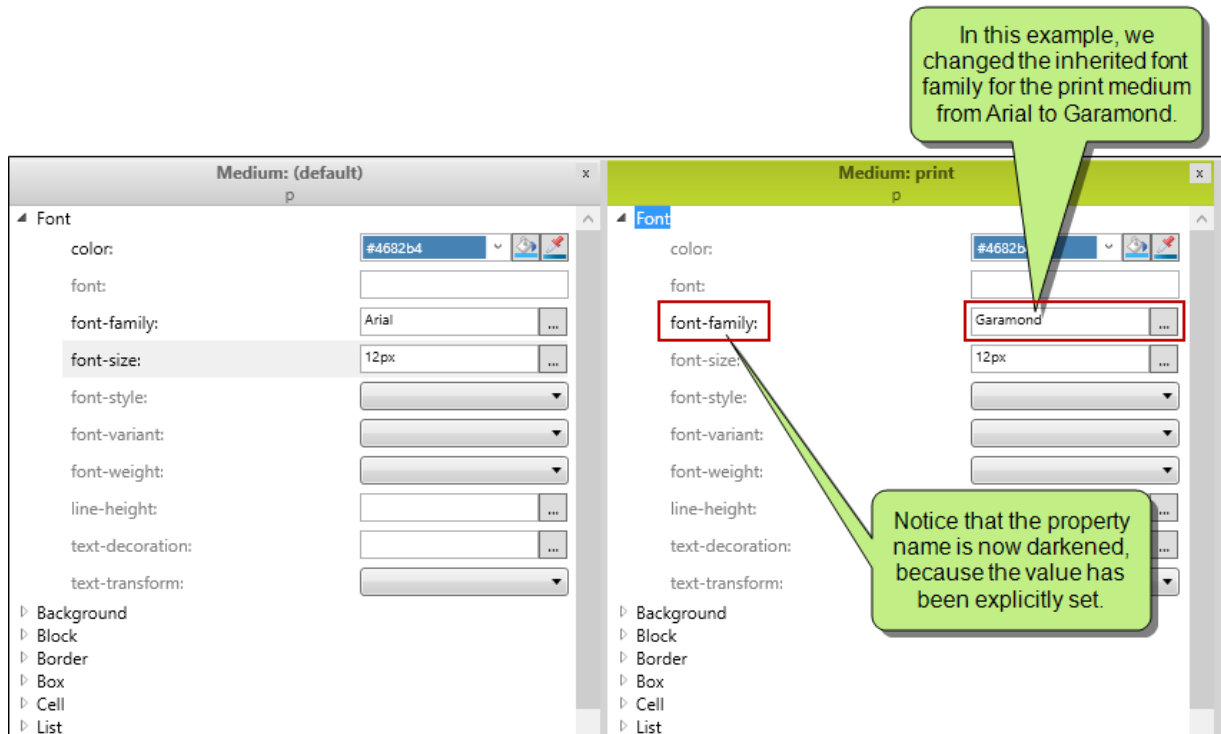 In this example, we
changed the inherited font
family for the print medium
from Arial to Garamond.
Medium: (default)
x
p
Font
color:
#4682b4
font:
font-family:
Arial
...
font-size:
12px
...
font-style:
font-variant:
font-weight:
line-height:
...
text-decoration:
...
text-transform:
Background
Block
Border
Box
Cell
List
Medium: print
x
p
Font
color:
font:
font-family:
Garamond
...
font-size:
12px
...
font-style:
font-variant:
font-weight:
line-height:
...
text-decoration:
...
text-transform:
Background
Block
Border
Box
Cell
List
Notice that the property
name is now darkened,
because the value has
been explicitly set.